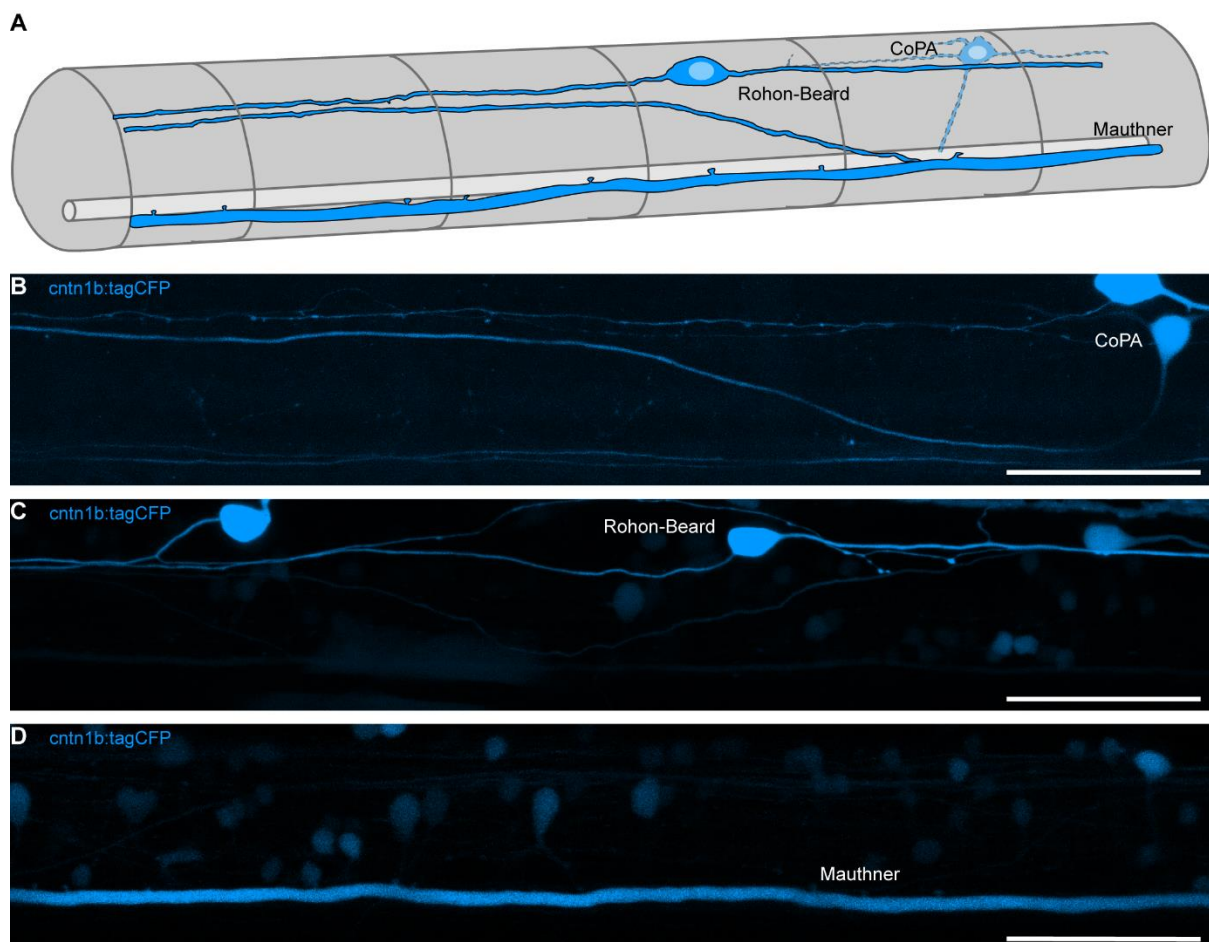 A
CoPA
Rohon-Beard
Mauthner
B cntn1b:tagCFP
CoPA
C cntn1b:tagCFP
Rohon-Beard
D cntn1b:tagCFP
Mauthner